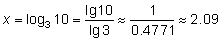 x = log₃ 10 = lg10/lg3 ≈ 1/0.4771 ≈ 2.09